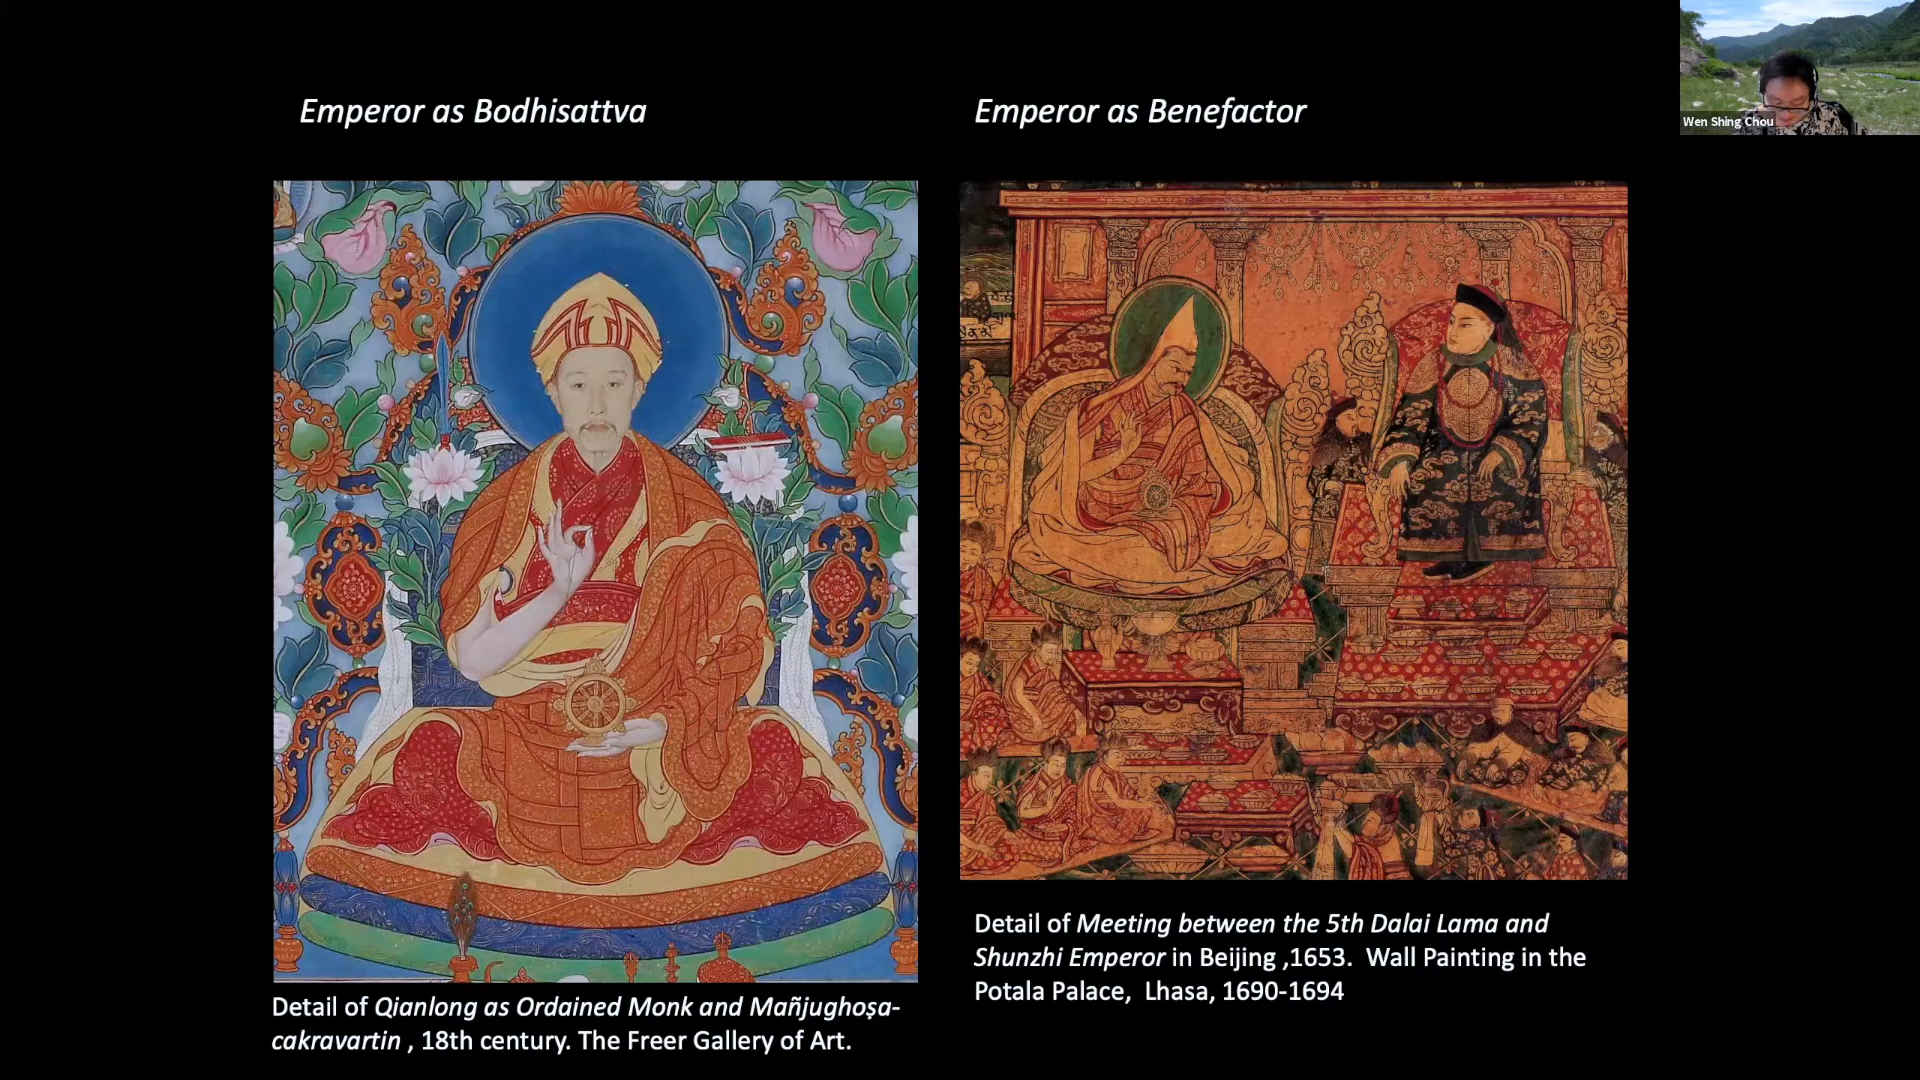 Emperor as Bodhisattva
Emperor as Benefactor
Wen Shing Chou
Detail of Qianlong as Ordained Monk and Mañjughoṣa-
cakravartin , 18th century. The Freer Gallery of Art.
Detail of Meeting between the 5th Dalai Lama and
Shunzhi Emperor in Beijing ,1653.  Wall Painting in the
Potala Palace,  Lhasa, 1690-1694